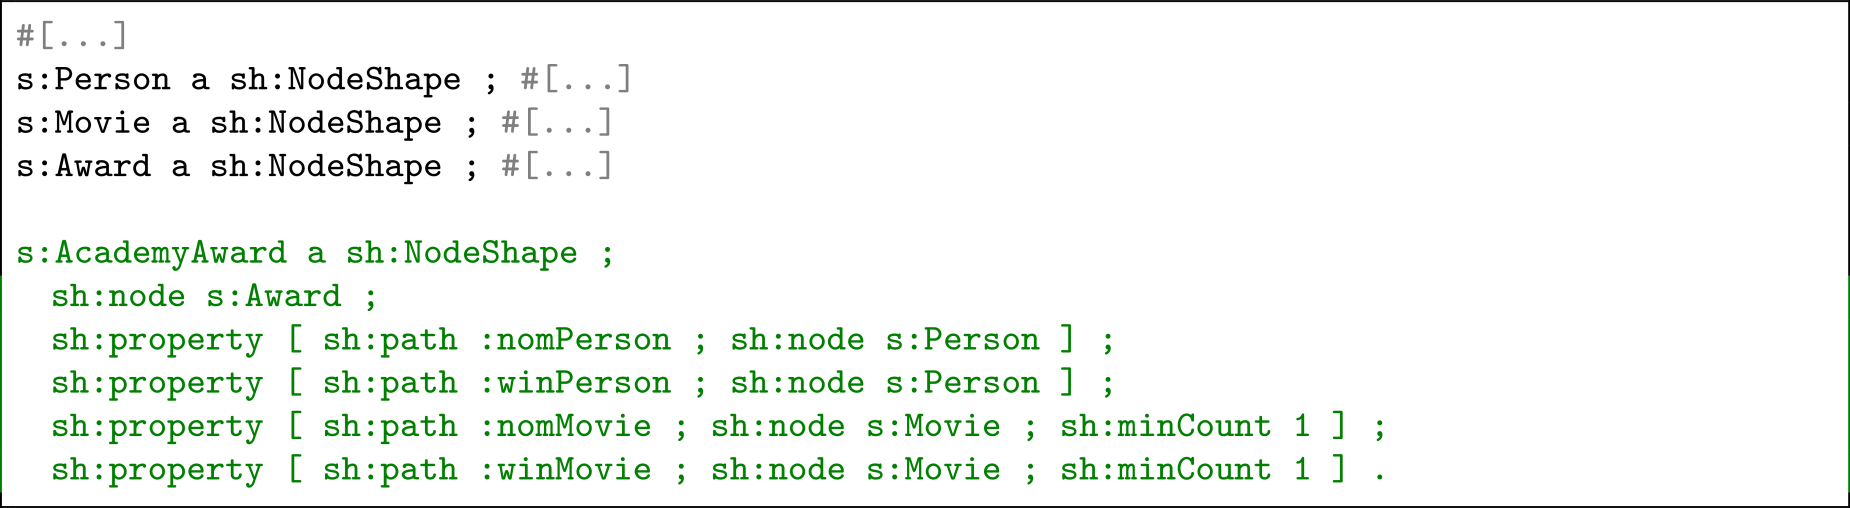 #[...]
s:Person a sh:NodeShape ; #[...]
s:Movie a sh:NodeShape ; #[...]
s:Award a sh:NodeShape ; #[...]
s:AcademyAward a sh:NodeShape ;
sh:node s:Award ;
sh:property [ sh:path :nomPerson ; sh:node s:Person ] ;
sh:property [ sh:path :winPerson ; sh:node s:Person ] ;
sh:property [ sh:path :nomMovie ; sh:node s:Movie ; sh:minCount 1 ] ;
sh:property [ sh:path :winMovie ; sh:node s:Movie ; sh:minCount 1 ] .